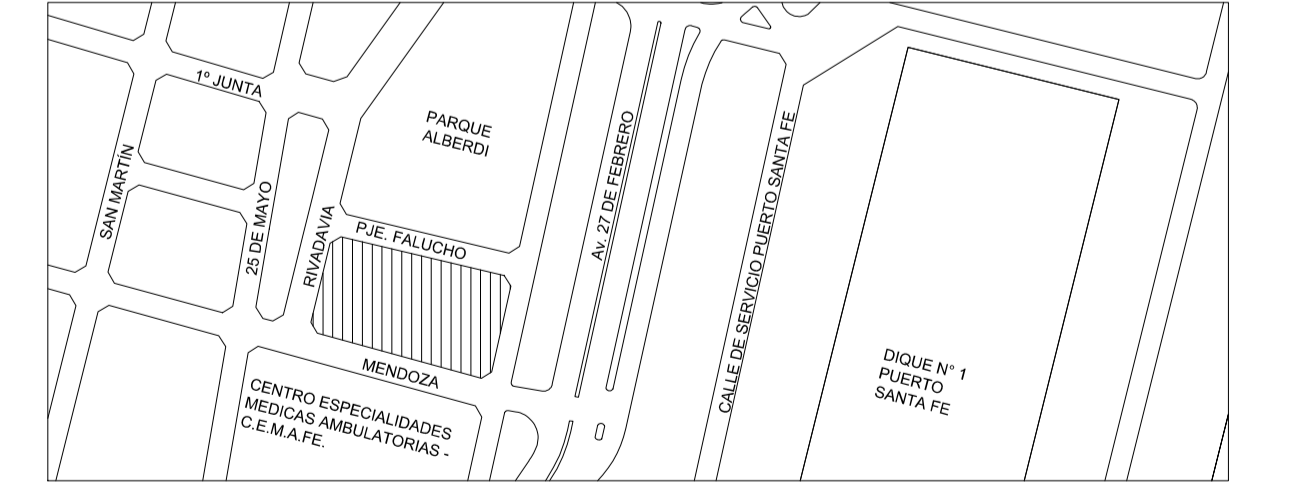 1º JUNTA
PARQUE
ALBERDI
SAN MARTÍN
25 DE MAYO
RIVADAVIA
PJE. FALUCHO
Av. 27 DE FEBRERO
CALLE DE SERVICIO PUERTO SANTA FE
MENDOZA
DIQUE N° 1
PUERTO
SANTA FE
CENTRO ESPECIALIDADES
MEDICAS AMBULATORIAS -
C.E.M.A.FE.